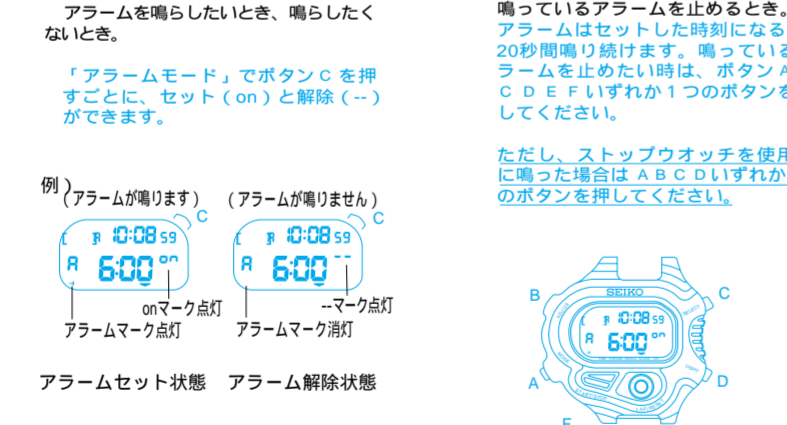 アラームを鳴らしたいとき、鳴らしたく
ないとき。
「アラームモード」でボタンC を押
すごとに、セット（on）と解除（--）
ができます。
例）
（アラームが鳴ります）
（アラームが鳴りません）
C
10:08 59
A 6:00 on
onマーク点灯
アラームマーク点灯
アラームセット状態
C
10:08 59
A 6:00 --
--マーク点灯
アラームマーク消灯
アラーム解除状態
鳴っているアラームを止めるとき。
アラームはセットした時刻になる
20秒間鳴り続けます。鳴っている
ラームを止めたい時は、ボタンA
C D E Fいずれか１つのボタンを
してください。
ただし、ストップウオッチを使用
に鳴った場合は A B C Dいずれか
のボタンを押してください。
B
C
SEIKO
10:08 59
A 6:00 on
A
D